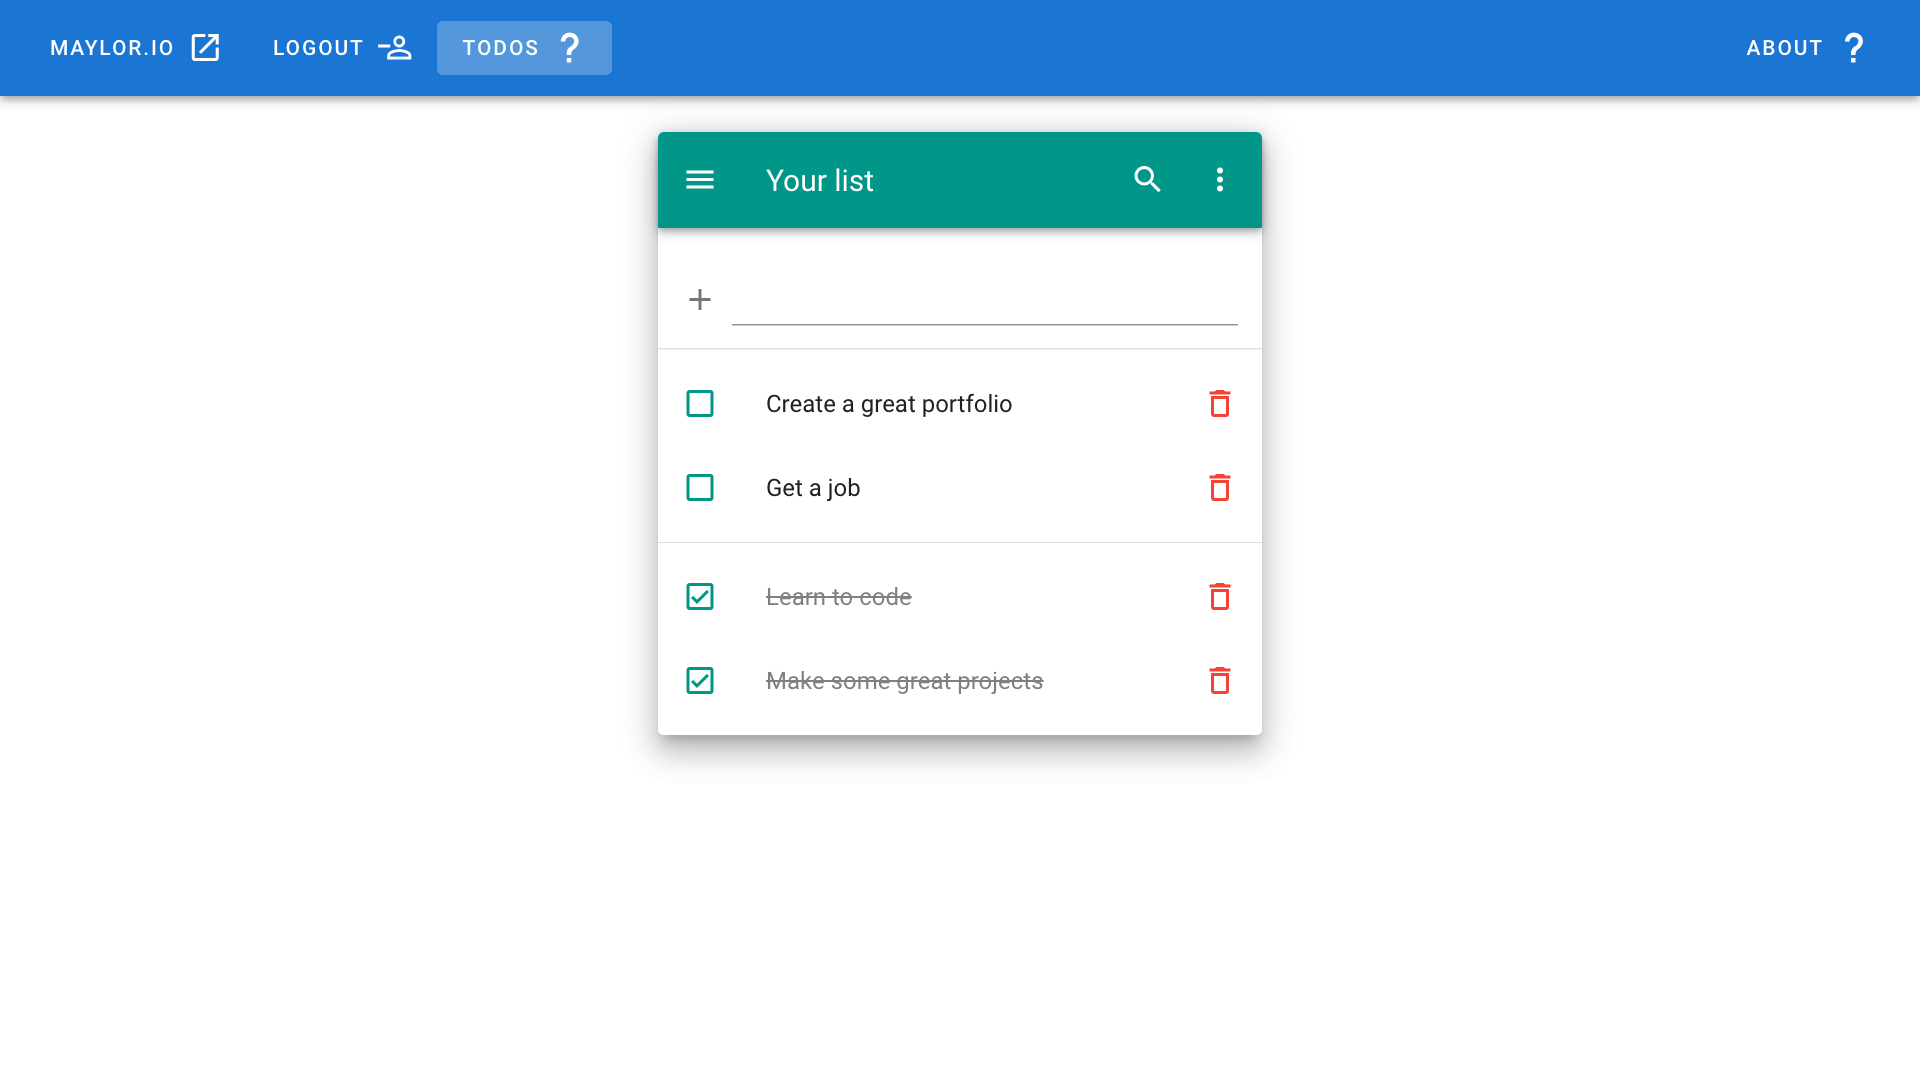 MAYLOR.IO LOGOUT TODOS ABOUT
Your list
Create a great portfolio
Get a job
Learn to code
Make some great projects